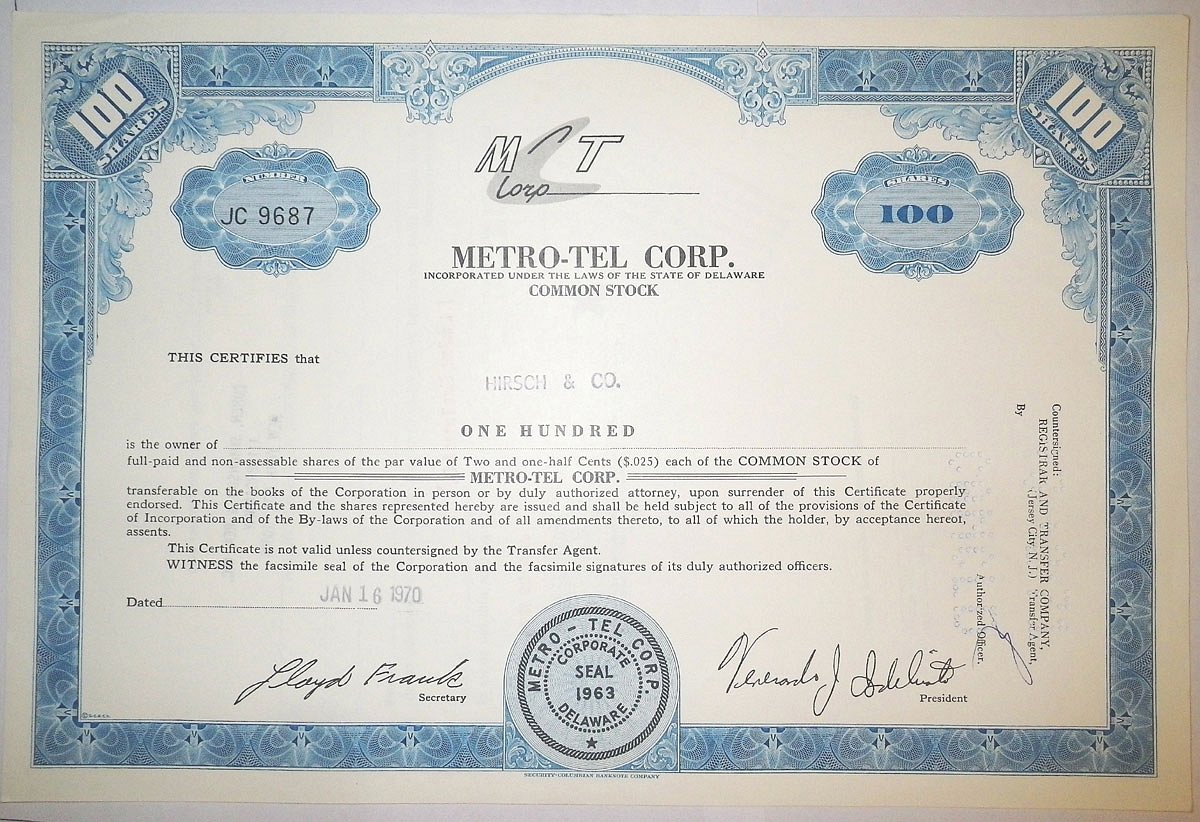 100
SHARES
100
SHARES
NUMBER
JC 9687
SHARES
100
M C T
Corp
METRO-TEL CORP.
INCORPORATED UNDER THE LAWS OF THE STATE OF DELAWARE
COMMON STOCK
THIS CERTIFIES that
HIRSCH & CO.
ONE HUNDRED
is the owner of
full-paid and non-assessable shares of the par value of Two and one-half Cents ($.025) each of the COMMON STOCK of
METRO-TEL CORP.
transferable on the books of the Corporation in person or by duly authorized attorney, upon surrender of this Certificate properly
endorsed. This Certificate and the shares represented hereby are issued and shall be held subject to all of the provisions of the Certificate
of Incorporation and of the By-laws of the Corporation and of all amendments thereto, to all of which the holder, by acceptance hereof,
assents.
This Certificate is not valid unless countersigned by the Transfer Agent.
WITNESS the facsimile seal of the Corporation and the facsimile signatures of its duly authorized officers.
Dated JAN 16 1970
Lloyd Frank
Secretary
METRO-TEL CORP.
CORPORATE
SEAL
1963
DELAWARE
President
Countersigned:
REGISTRAR AND TRANSFER COMPANY,
(Jersey City N.J.) Transfer Agent,
By
Authorized Officer.
SECURITY-COLUMBIAN BANKNOTE COMPANY